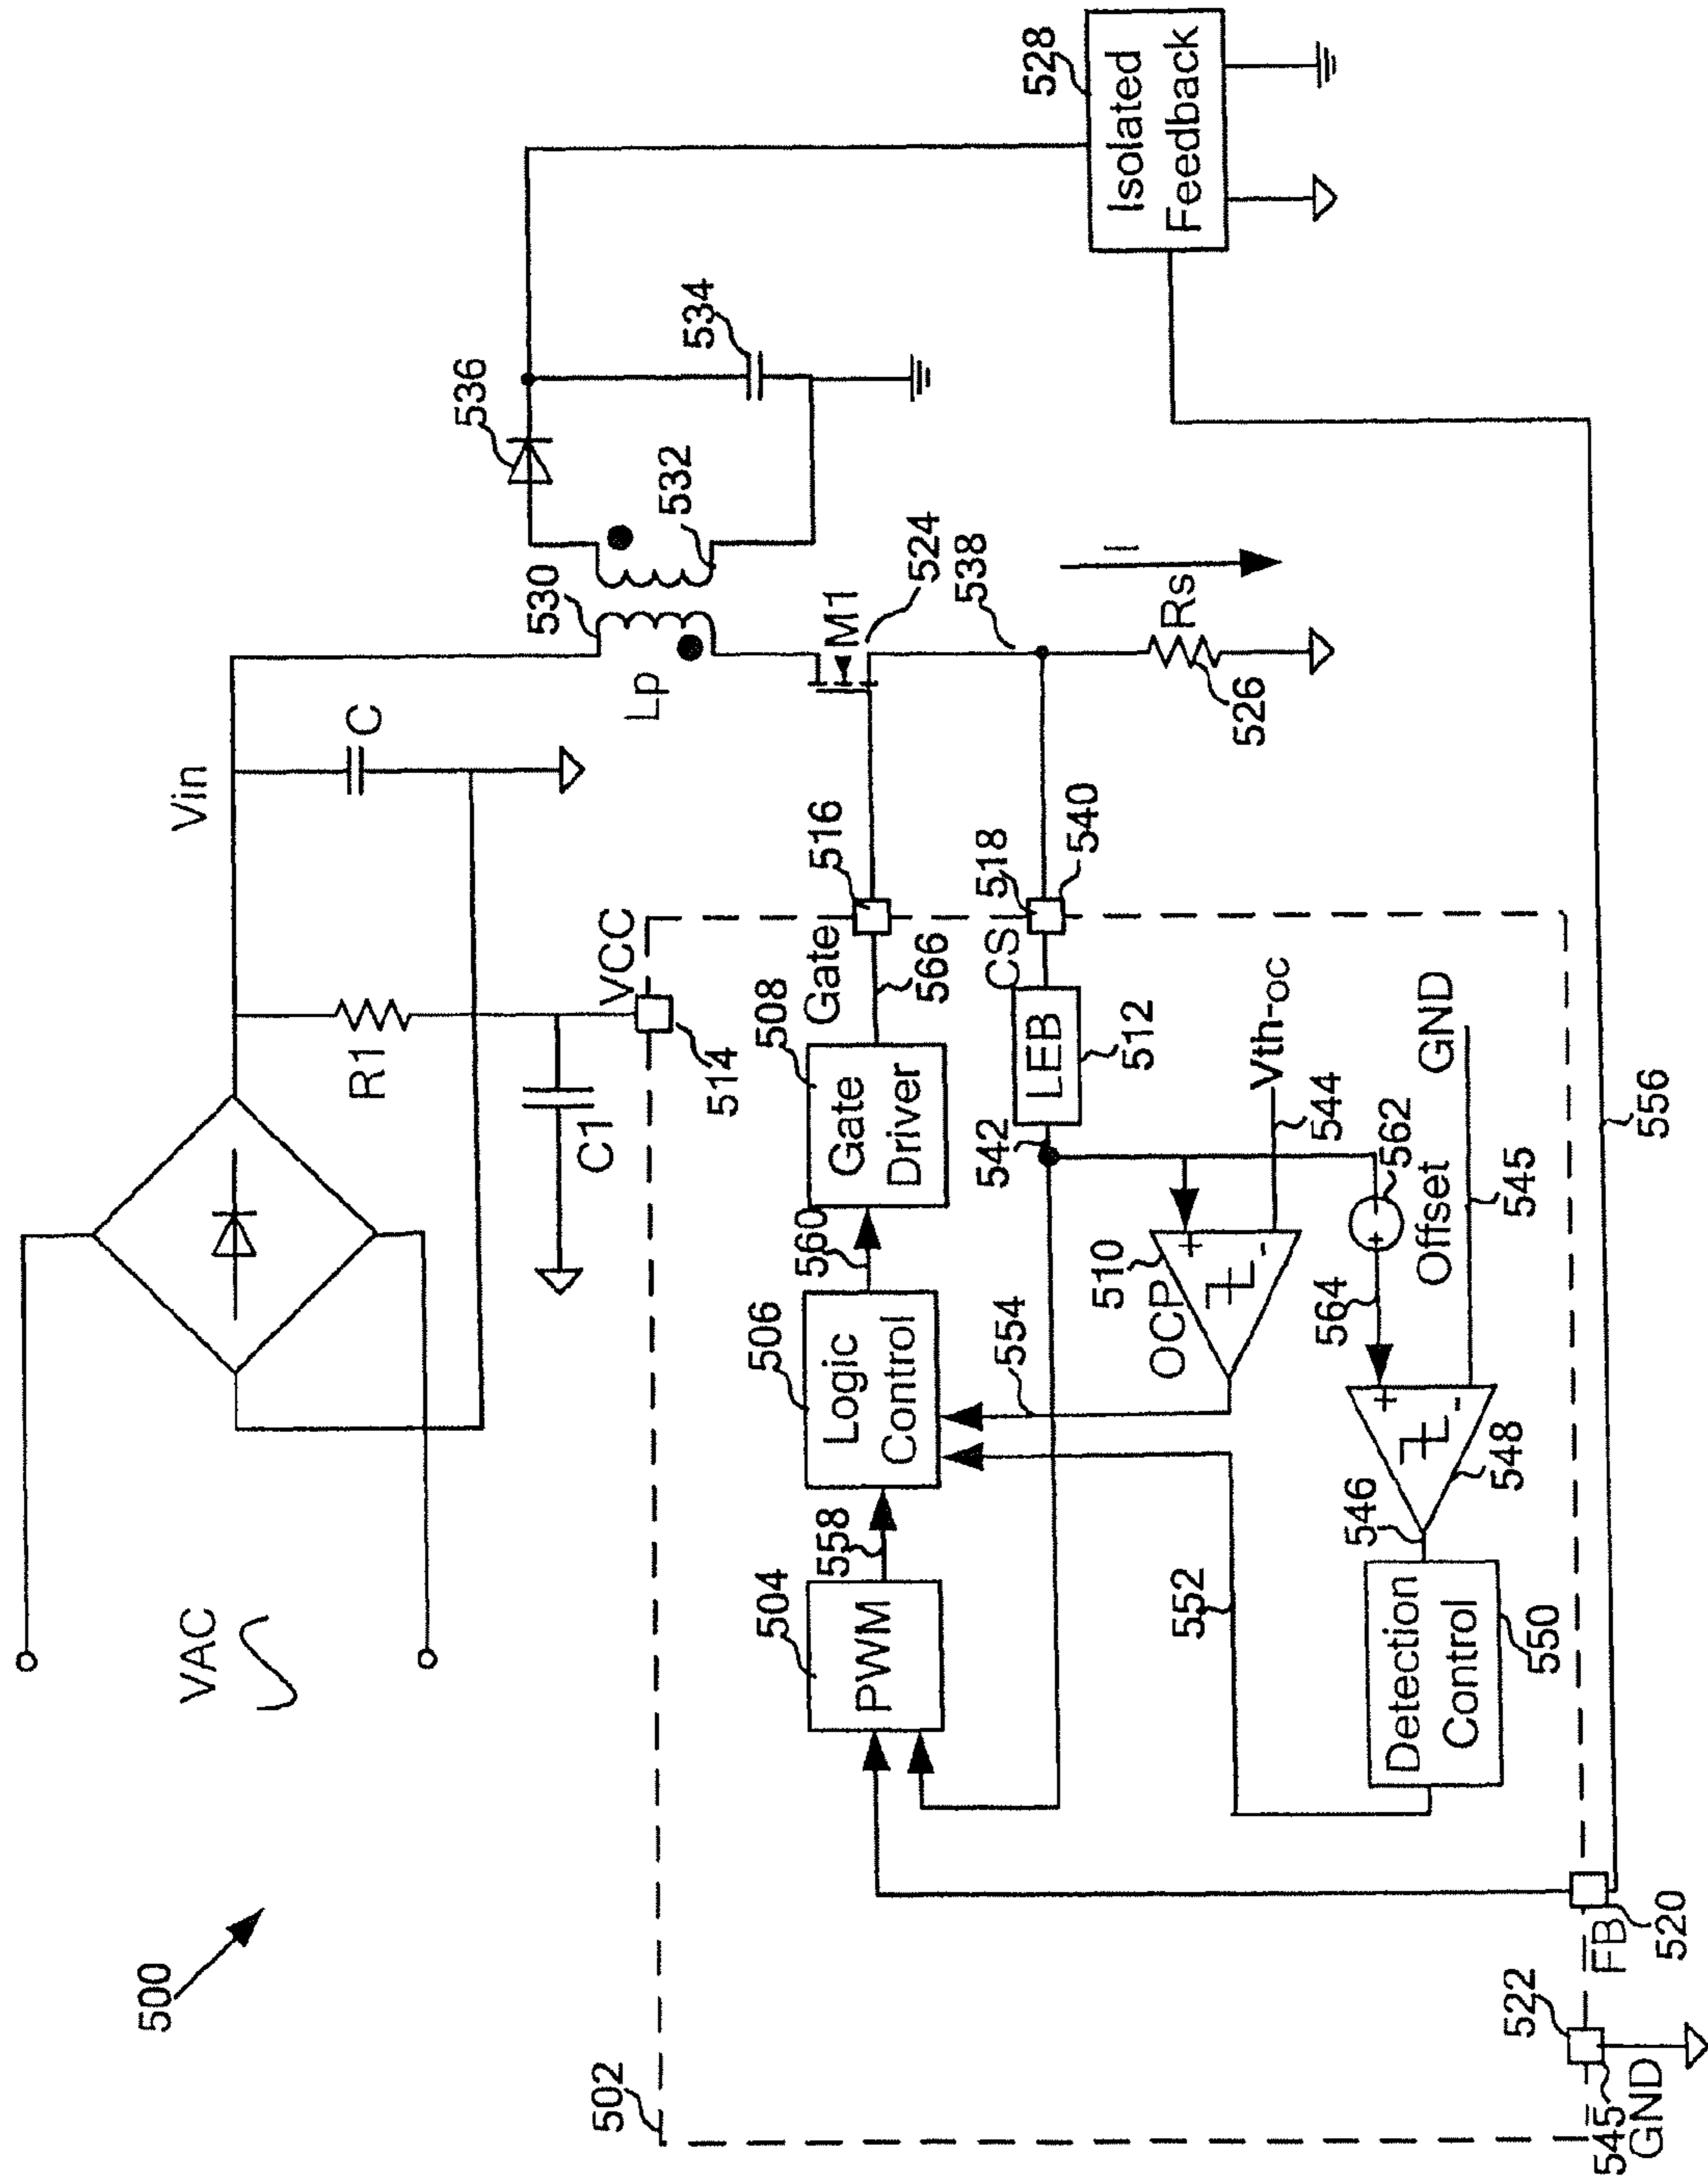 500
VAC
Vin
R1
C
C1
VCC
514
530
Lp
532
536
534
528
Isolated
Feedback
502
504
PWM
558
506
Logic
Control
560
508
Gate
Driver
566
Gate
516
M1
524
538
I
Rs
526
540
518
CS
LEB
512
542
554
OCP
510
+
-
Vth-oc
544
562
+
-
Offset
564
GND
545
+
-
548
546
Detection
Control
550
552
556
520
FB
522
545
GND